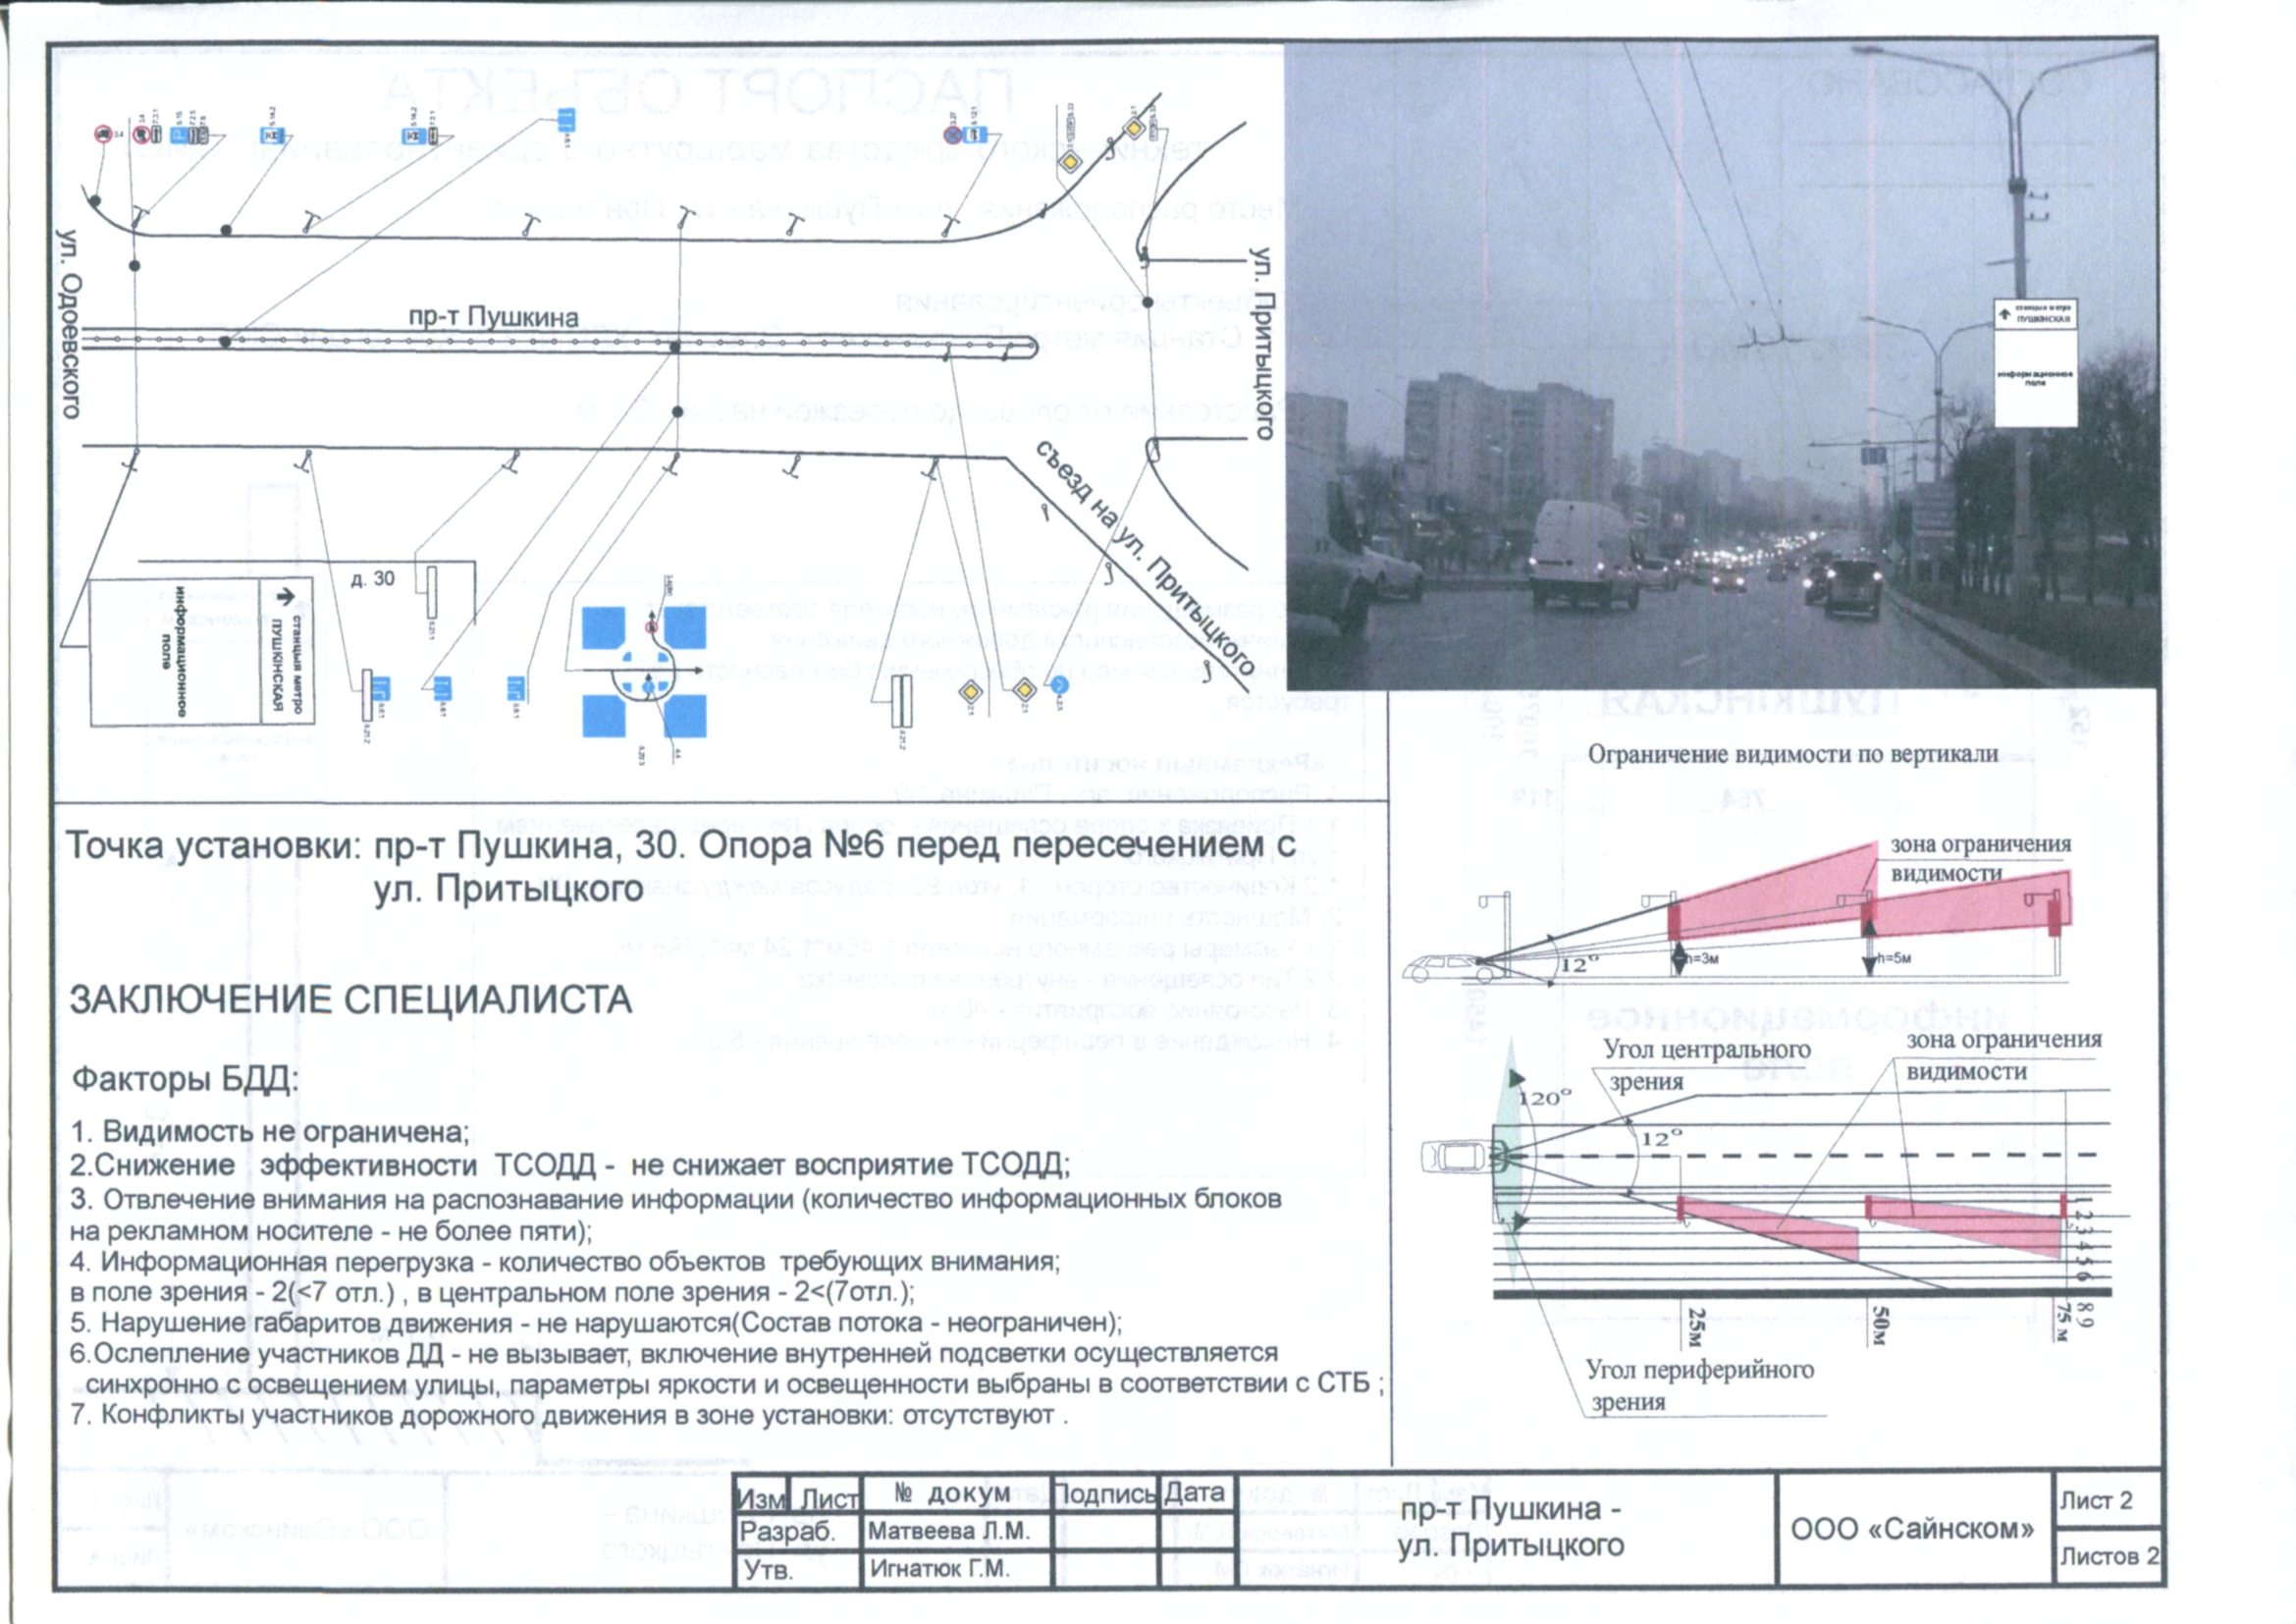 ул. Одоевского
пр-т Пушкина
ул. Притыцкого
съезд на ул. Притыцкого
д. 30
станцыя метро
ПУШКIНСКАЯ
информационное
поле
станцыя метро
ПУШКIНСКАЯ
информационное
поле
Точка установки: пр-т Пушкина, 30. Опора №6 перед пересечением с
ул. Притыцкого
ЗАКЛЮЧЕНИЕ СПЕЦИАЛИСТА
Факторы БДД:
1. Видимость не ограничена;
2.Снижение эффективности ТСОДД - не снижает восприятие ТСОДД;
3. Отвлечение внимания на распознавание информации (количество информационных блоков
на рекламном носителе - не более пяти);
4. Информационная перегрузка - количество объектов требующих внимания;
в поле зрения - 2(<7 отл.) , в центральном поле зрения - 2<(7отл.);
5. Нарушение габаритов движения - не нарушаются(Состав потока - неограничен);
6.Ослепление участников ДД - не вызывает, включение внутренней подсветки осуществляется
синхронно с освещением улицы, параметры яркости и освещенности выбраны в соответствии с СТБ ;
7. Конфликты участников дорожного движения в зоне установки: отсутствуют .
Ограничение видимости по вертикали
зона ограничения
видимости
12°
h=3м
h=5м
Угол центрального
зрения
зона ограничения
видимости
120°
12°
1 2 3 4 5 6
8 9
25м
50м
75 м
Угол периферийного
зрения
Изм Лист № докум Подпись Дата
Разраб. Матвеева Л.М.
Утв. Игнатюк Г.М.
пр-т Пушкина -
ул. Притыцкого
ООО «Сайнском»
Лист 2
Листов 2